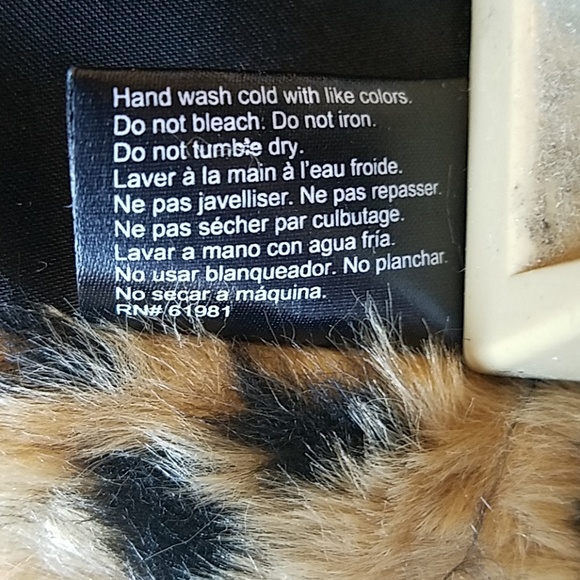 Hand wash cold with like colors.
Do not bleach. Do not iron.
Do not tumble dry.
Laver à la main à l'eau froide.
Ne pas javelliser. Ne pas repasser.
Ne pas sécher par culbutage.
Lavar a mano con agua fría.
No usar blanqueador. No planchar.
No secar a máquina.
RN# 61981